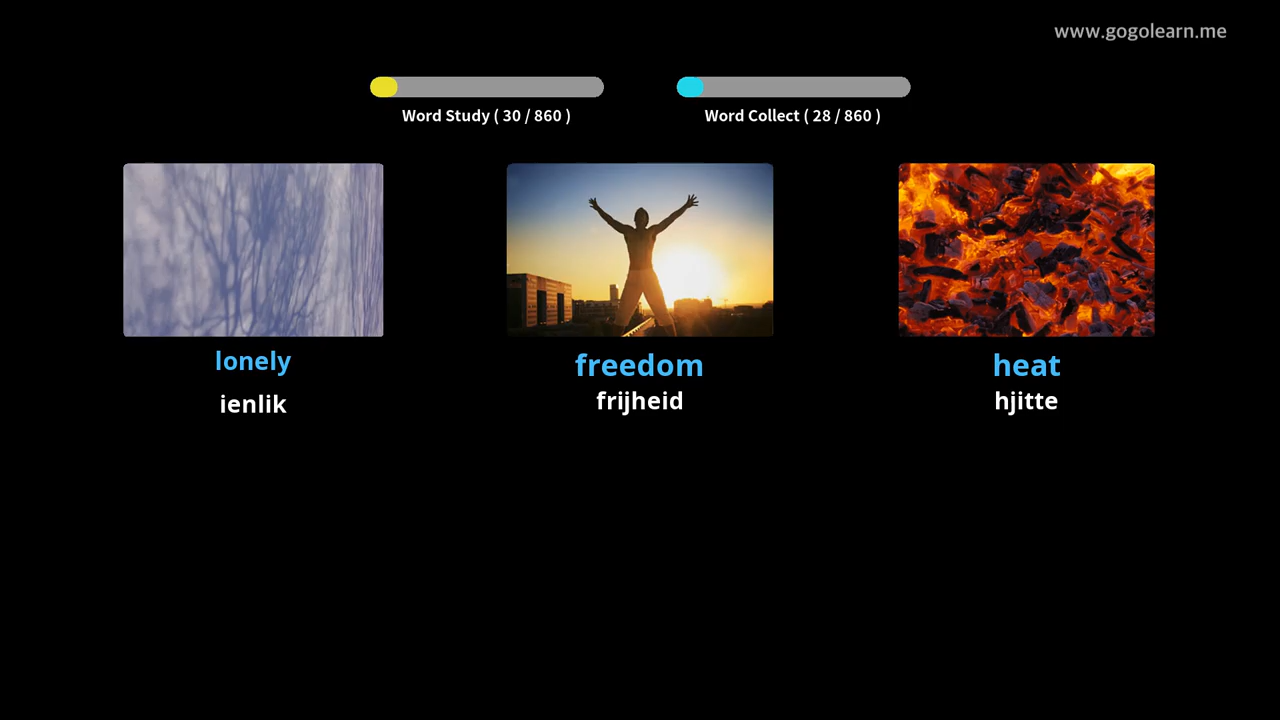 www.gogolearn.me
Word Study ( 30 / 860 )
Word Collect ( 28 / 860 )
lonely
ienlik
freedom
frijheid
heat
hjitte